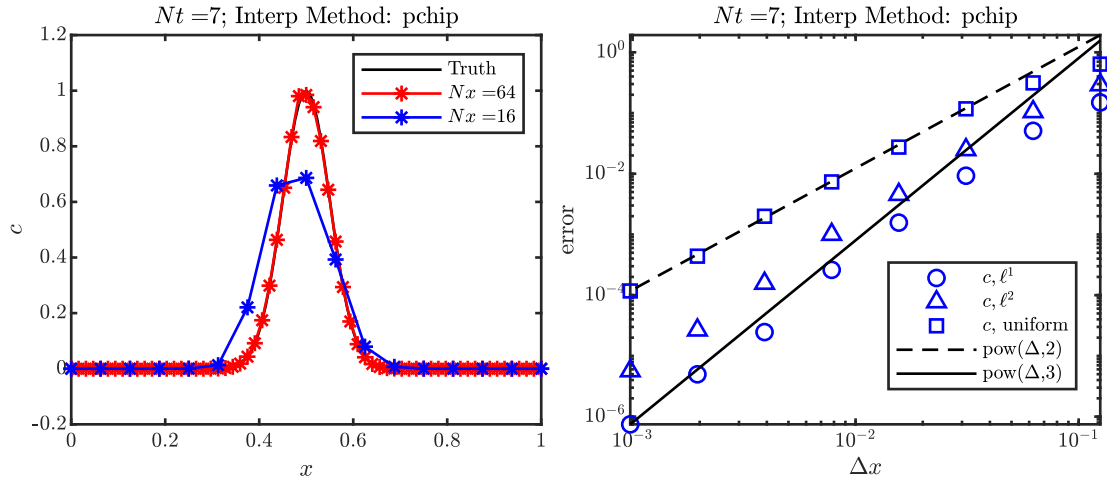 Nt =7; Interp Method: pchip
1.2
1
0.8
0.6
0.4
0.2
0
-0.2
c
0 0.2 0.4 0.6 0.8 1
x
Truth
Nx =64
Nx =16
Nt =7; Interp Method: pchip
10^0
10^-2
10^-4
10^-6
error
10^-3 10^-2 10^-1
Δx
c, ℓ^1
c, ℓ^2
c, uniform
pow(Δ,2)
pow(Δ,3)